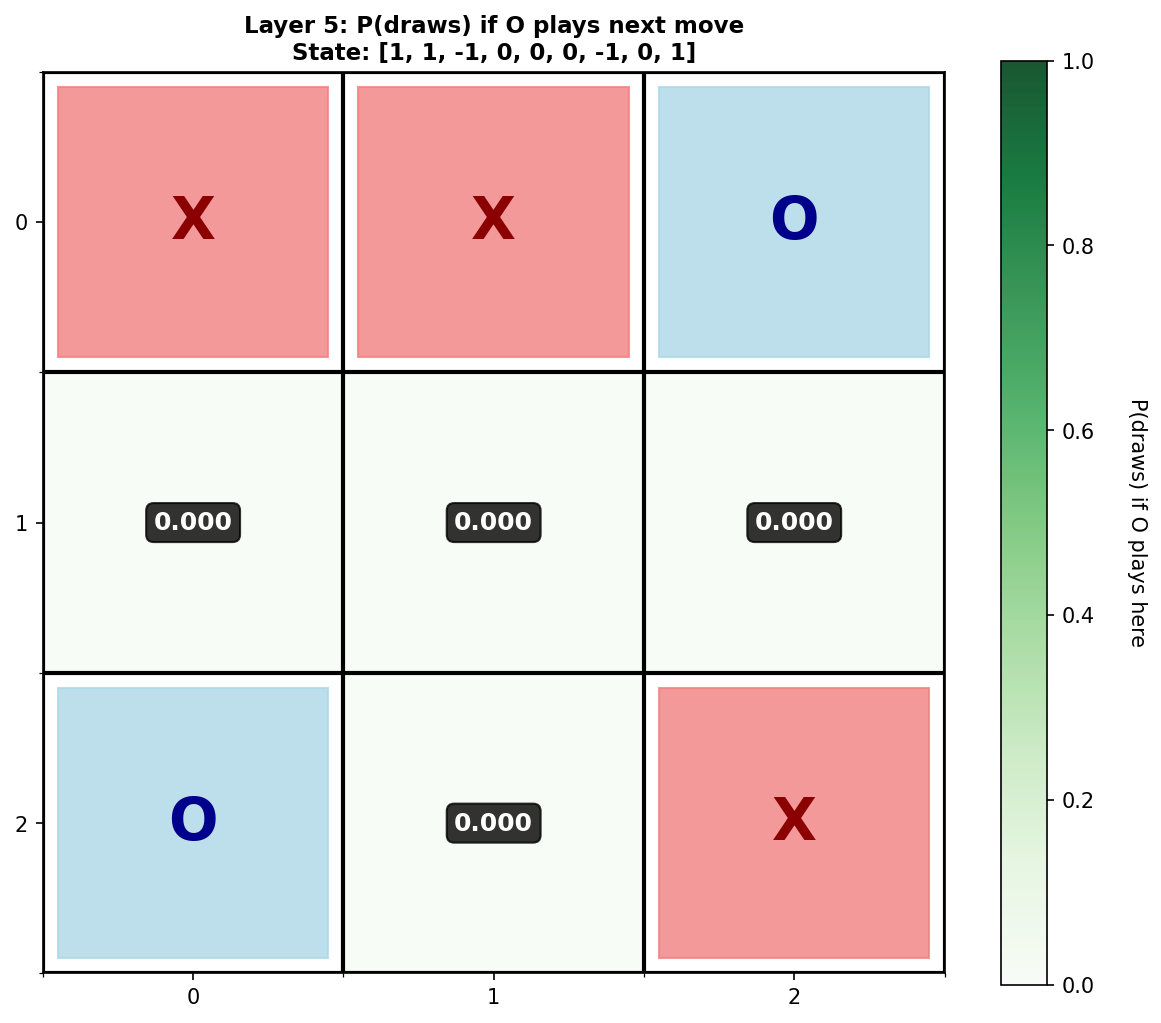 Layer 5: P(draws) if O plays next move
State: [1, 1, -1, 0, 0, 0, -1, 0, 1]
X
X
O
0
0.000
0.000
0.000
1
O
0.000
X
2
0
1
2
1.0
0.8
0.6
0.4
0.2
0.0
P(draws) if O plays here